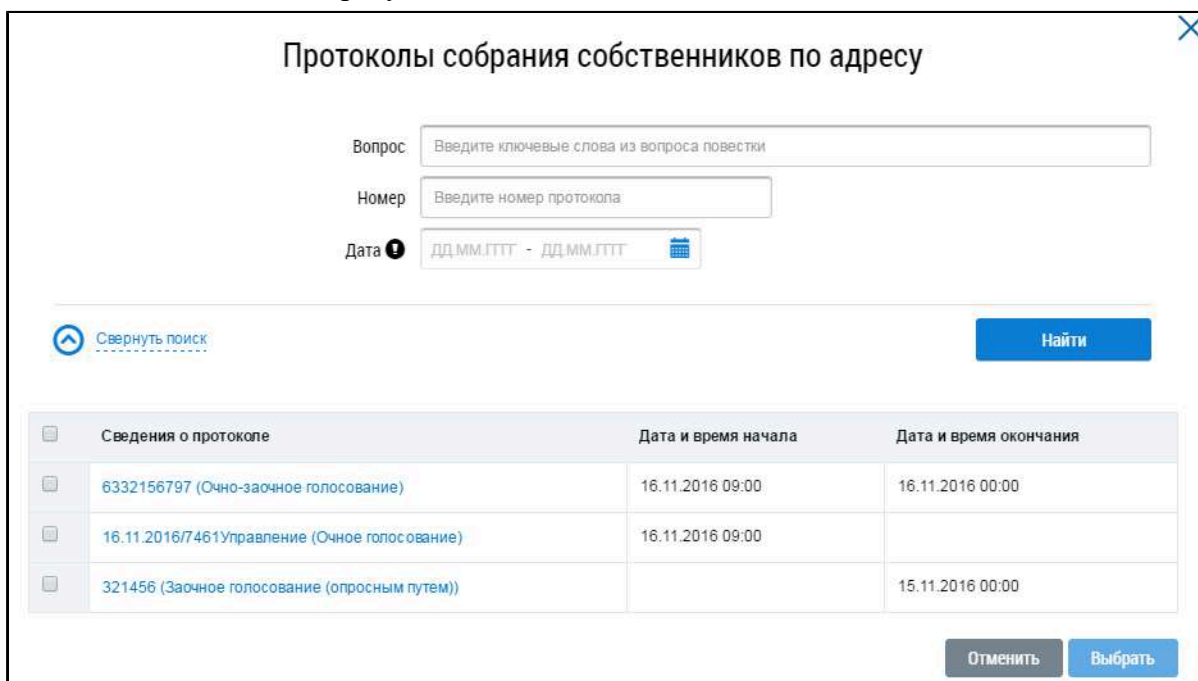 Протоколы собрания собственников по адресу
Вопрос Введите ключевые слова из вопроса повестки
Номер Введите номер протокола
Дата ДД.ММ.ГГГГ - ДД.ММ.ГГГГ
Свернуть поиск Найти
Сведения о протоколе Дата и время начала Дата и время окончания
6332156797 (Очно-заочное голосование) 16.11.2016 09:00 16.11.2016 00:00
16.11.2016/7461Управление (Очное голосование) 16.11.2016 09:00
321456 (Заочное голосование (опросным путем)) 15.11.2016 00:00
Отменить Выбрать